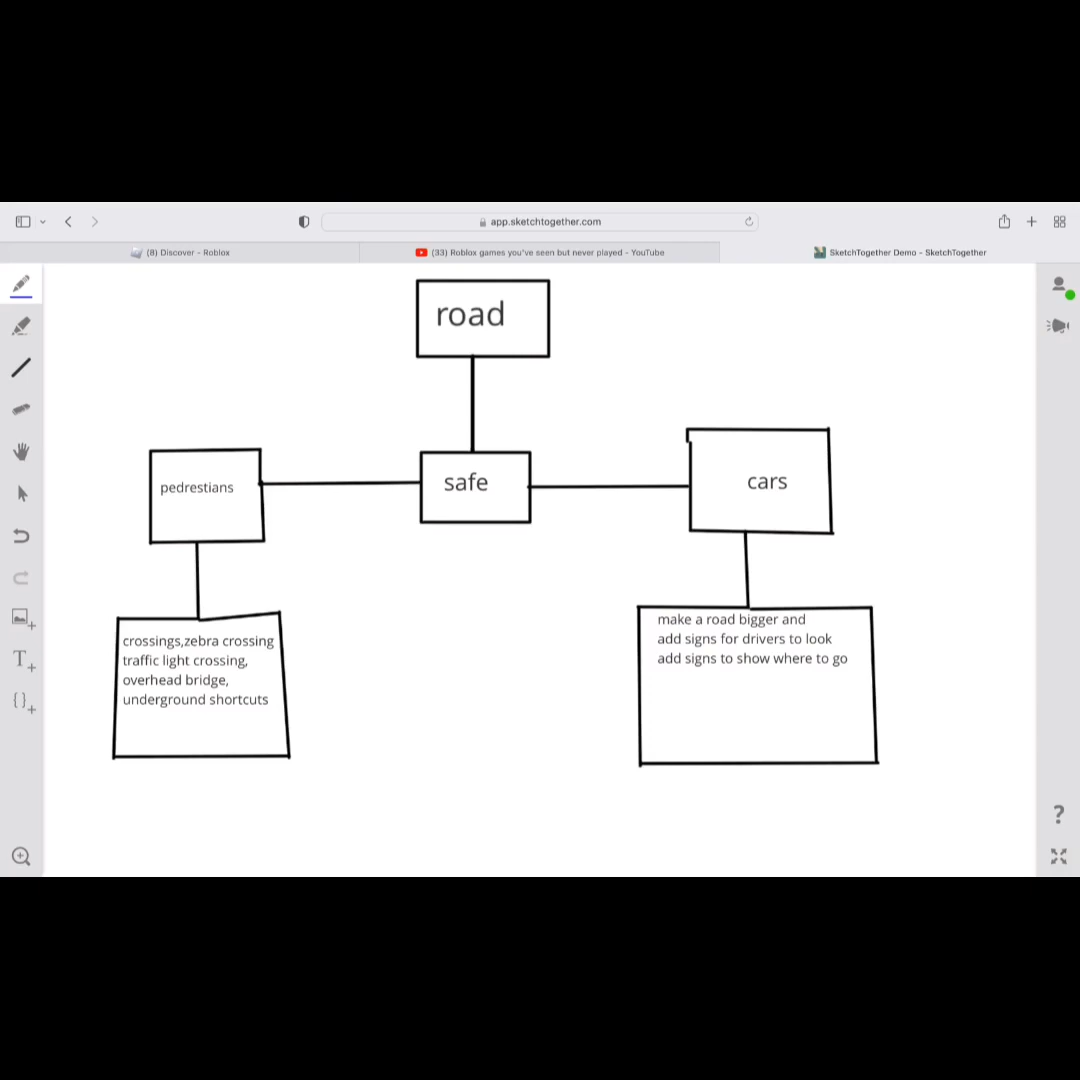 app.sketchtogether.com
(8) Discover - Roblox
(33) Roblox games you've seen but never played - YouTube
SketchTogether Demo - SketchTogether
road
pedrestians
safe
cars
crossings,zebra crossing
traffic light crossing,
overhead bridge,
underground shortcuts
make a road bigger and
add signs for drivers to look
add signs to show where to go